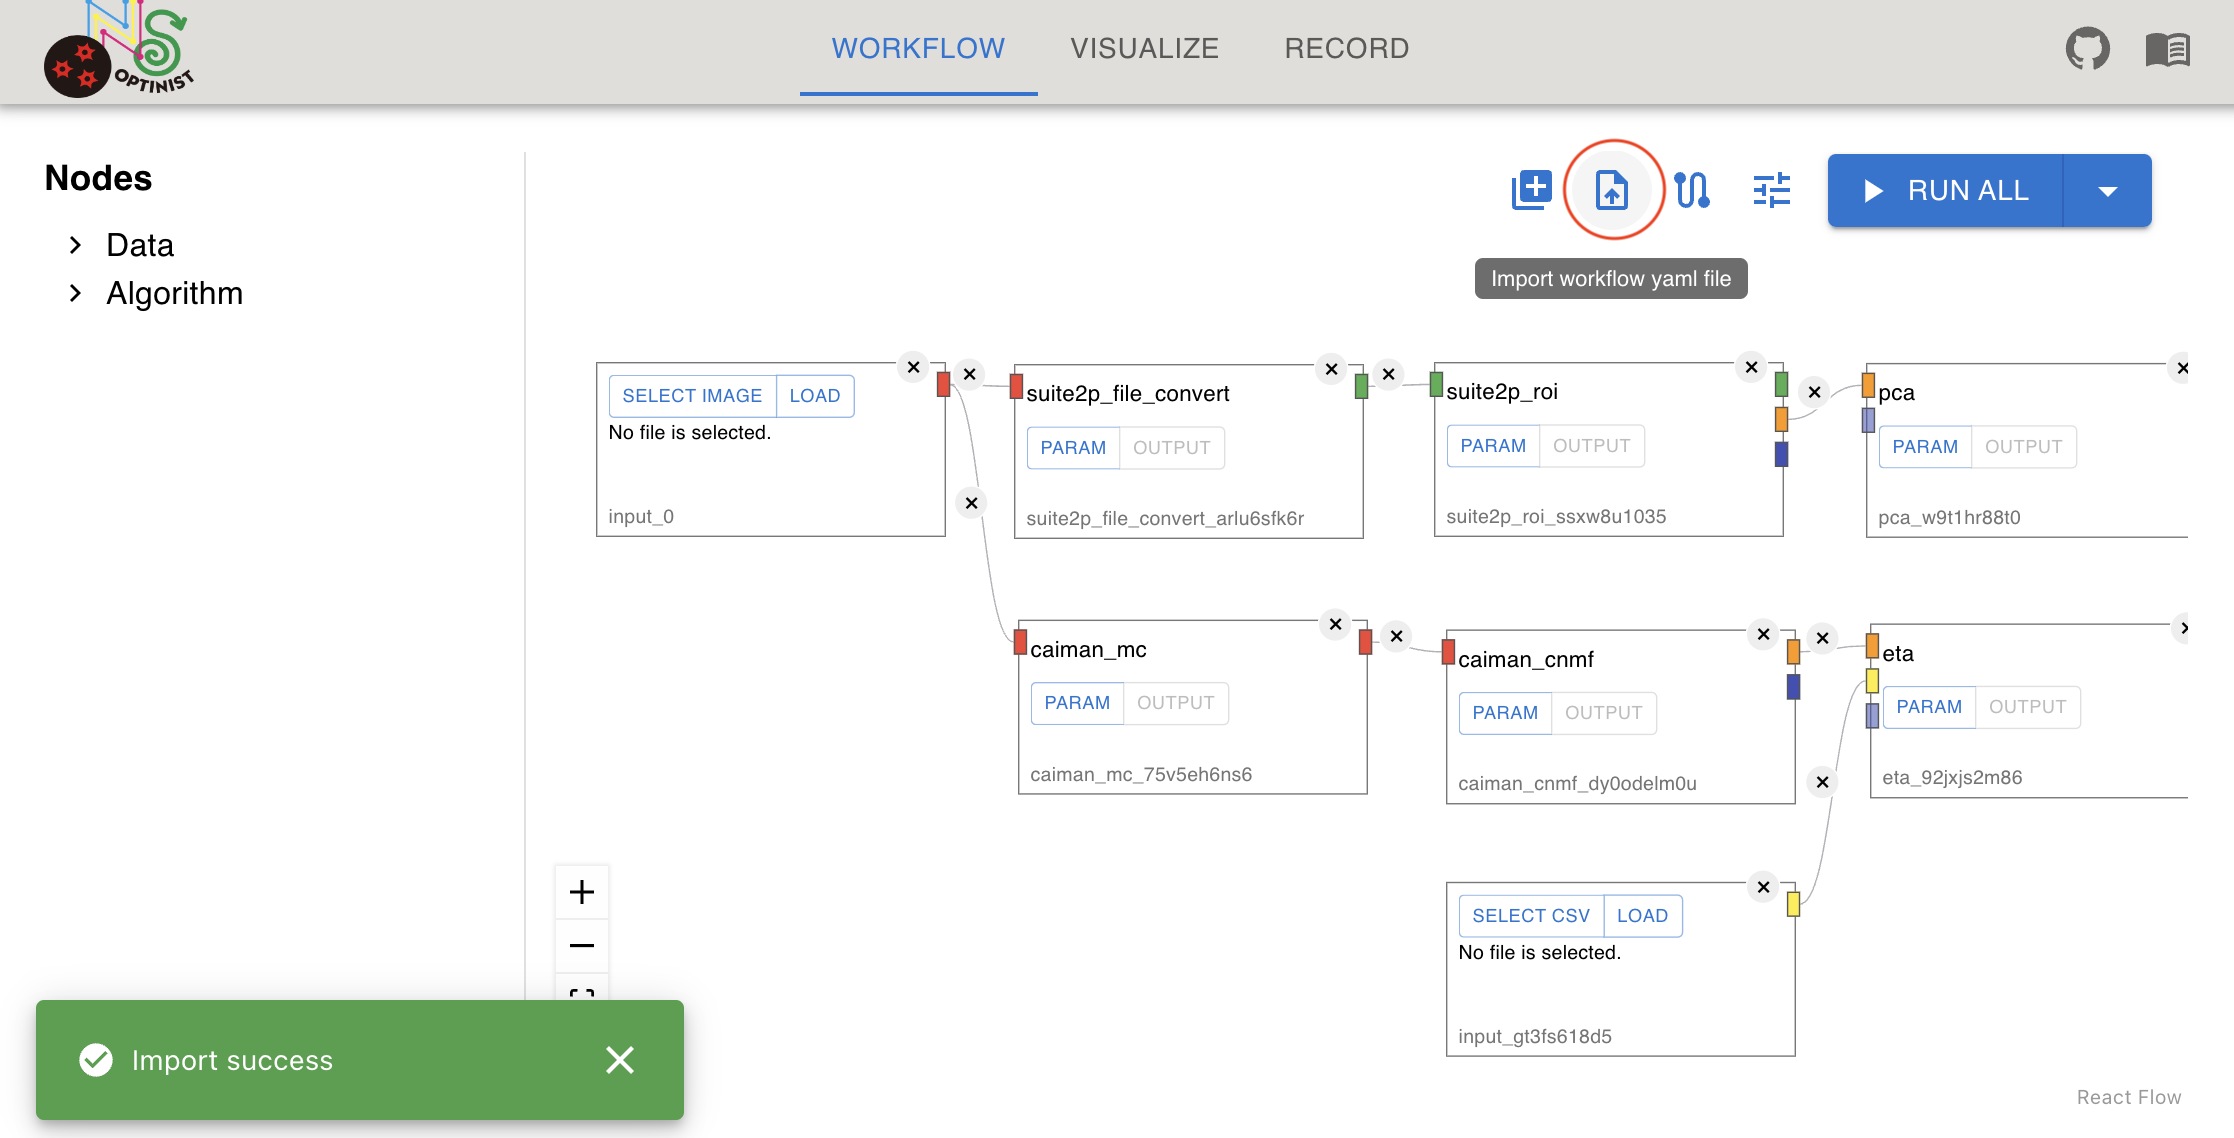 NS
OPTINIST
WORKFLOW
VISUALIZE
RECORD
Nodes
Data
Algorithm
RUN ALL
Import workflow yaml file
SELECT IMAGE
LOAD
No file is selected.
input_0
suite2p_file_convert
PARAM
OUTPUT
suite2p_file_convert_arlu6sfk6r
suite2p_roi
PARAM
OUTPUT
suite2p_roi_ssxw8u1035
pca
PARAM
OUTPUT
pca_w9t1hr88t0
caiman_mc
PARAM
OUTPUT
caiman_mc_75v5eh6ns6
caiman_cnmf
PARAM
OUTPUT
caiman_cnmf_dy0odelm0u
eta
PARAM
OUTPUT
eta_92jxjs2m86
SELECT CSV
LOAD
No file is selected.
input_gt3fs618d5
Import success
React Flow